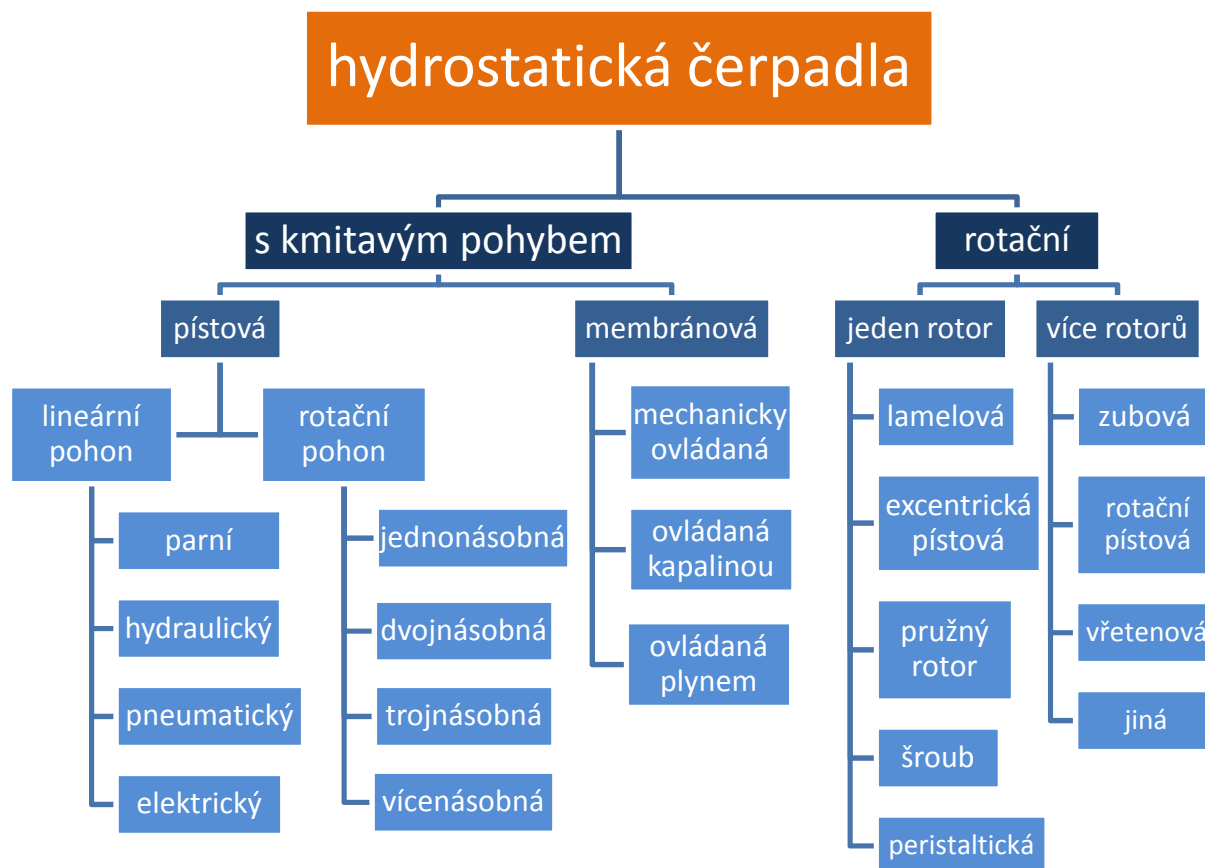 hydrostatická čerpadla
s kmitavým pohybem
rotační
pístová
membránová
jeden rotor
více rotorů
lineární
pohon
rotační
pohon
parní
hydraulický
pneumatický
elektrický
jednonásobná
dvojnásobná
trojnásobná
vícenásobná
mechanicky
ovládaná
ovládaná
kapalinou
ovládaná
plynem
lamelová
excentrická
pístová
pružný
rotor
šroub
peristaltická
zubová
rotační
pístová
vřetenová
jiná